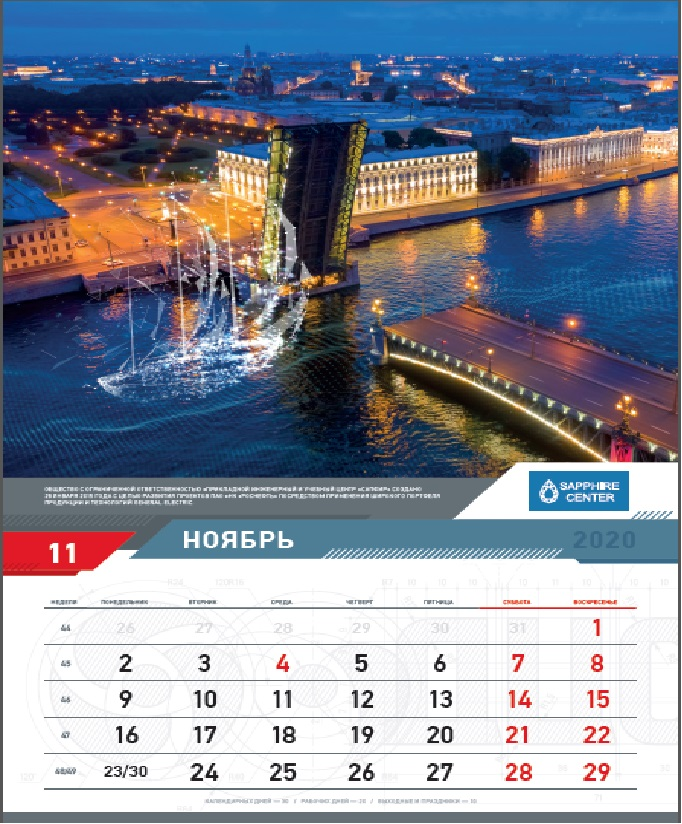 ОБЩЕСТВО С ОГРАНИЧЕННОЙ ОТВЕТСТВЕННОСТЬЮ «ПРИКЛАДНОЙ ИНЖЕНЕРНЫЙ И УЧЕБНЫЙ ЦЕНТР «САПФИР» СОЗДАНО
ГОДА С ЦЕЛЬЮ РАЗВИТИЯ ПРОЕКТОВ ПАО «НК «РОСНЕФТЬ» ПОСРЕДСТВОМ ПРИМЕНЕНИЯ ШИРОКОГО ПОРТФЕЛЯ
ПРОДУКЦИИ И ТЕХНОЛОГИЙ GENERAL ELECTRIC
SAPPHIRE
CENTER
11 НОЯБРЬ 2020
НЕДЕЛИ ПОНЕДЕЛЬНИК ВТОРНИК СРЕДА ЧЕТВЕРГ ПЯТНИЦА СУББОТА ВОСКРЕСЕНЬЕ
44 26 27 28 29 30 31 1
45 2 3 4 5 6 7 8
46 9 10 11 12 13 14 15
47 16 17 18 19 20 21 22
48/49 23/30 24 25 26 27 28 29
КАЛЕНДАРНЫХ ДНЕЙ — 30 / РАБОЧИХ ДНЕЙ — 20 / ВЫХОДНЫЕ И ПРАЗДНИКИ — 10